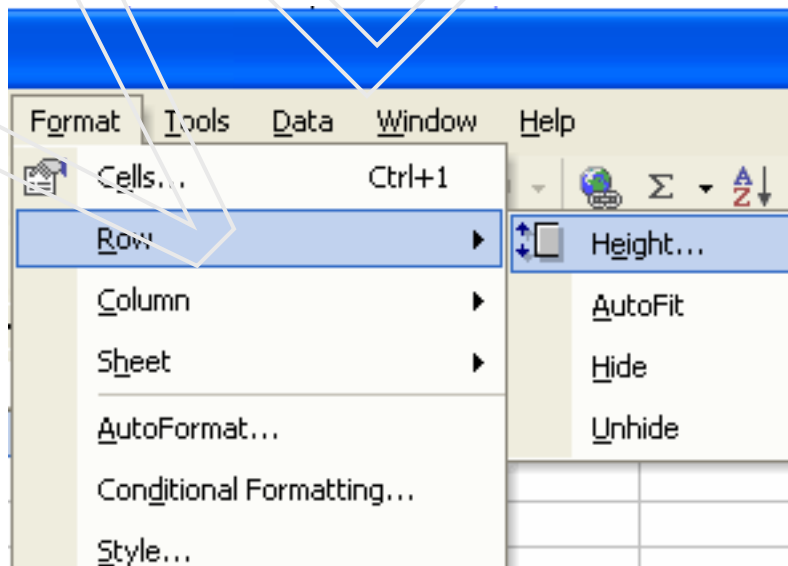 Format Tools Data Window Help
Cells... Ctrl+1
Row
Column
Sheet
AutoFormat...
Conditional Formatting...
Style...
Height...
AutoFit
Hide
Unhide
Σ
A
Z